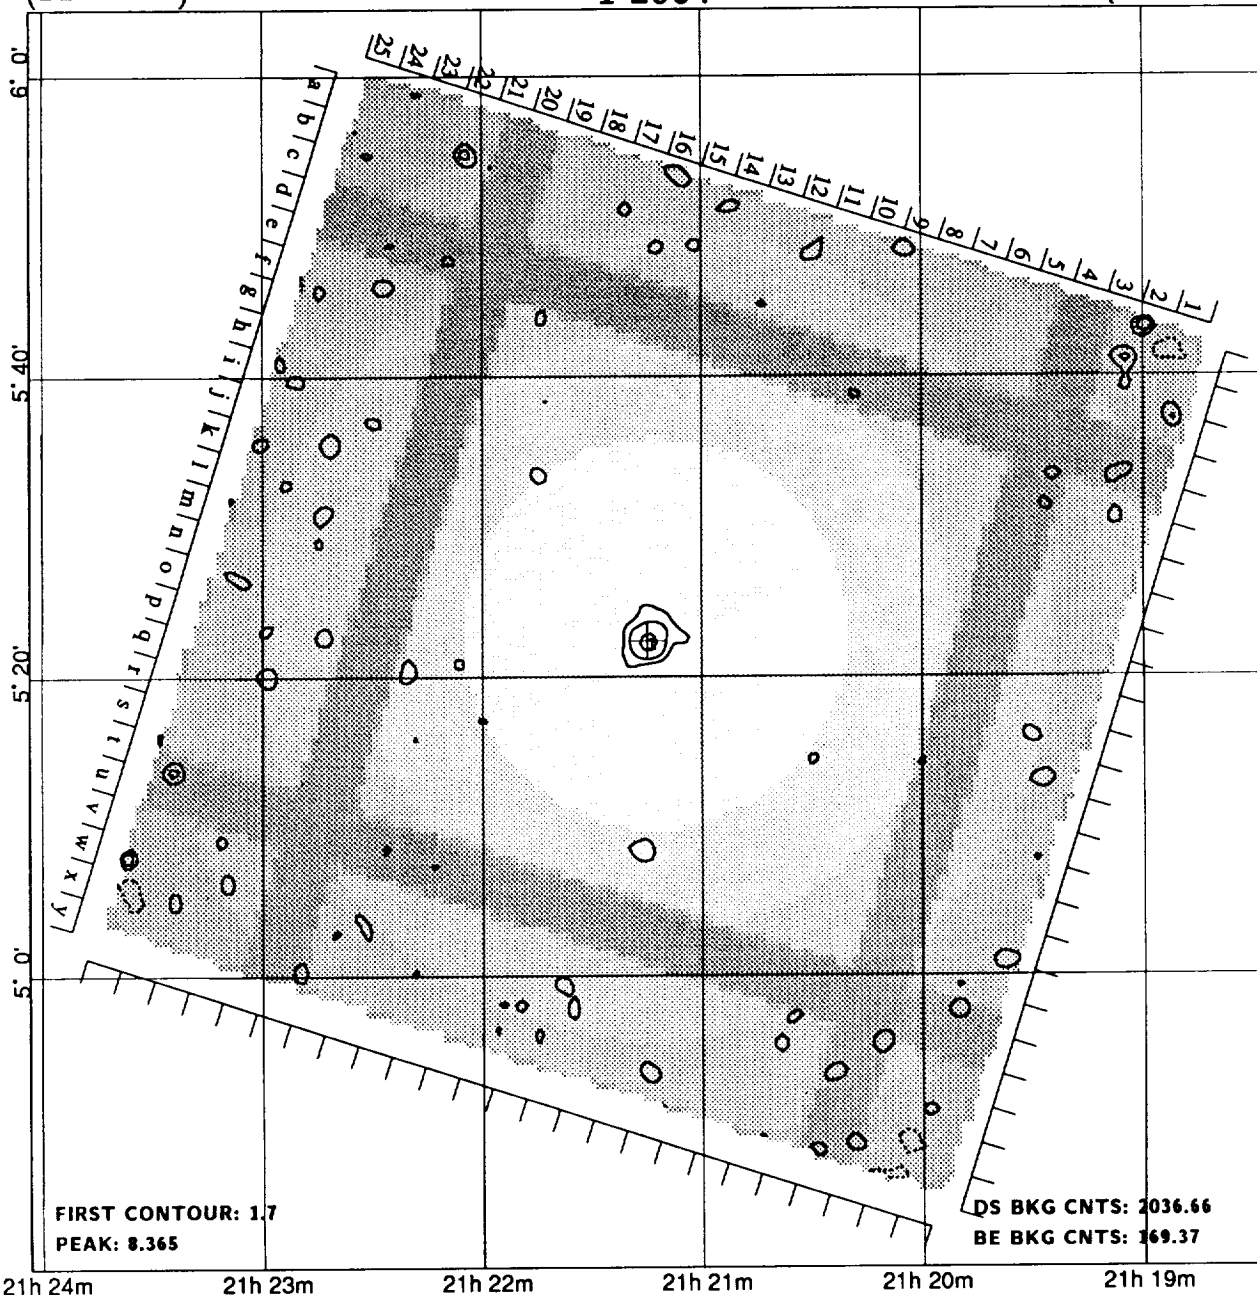 25 24 23 22 21 20 19 18 17 16 15 14 13 12 11 10 9 8 7 6 5 4 3 2 1
a b c d e f g h i j k l m n o p q r s t u v w x y
6° 0'
5° 40'
5° 20'
5° 0'
FIRST CONTOUR: 1.7
PEAK: 8.365
DS BKG CNTS: 2036.66
BE BKG CNTS: 169.37
21h 24m 21h 23m 21h 22m 21h 21m 21h 20m 21h 19m